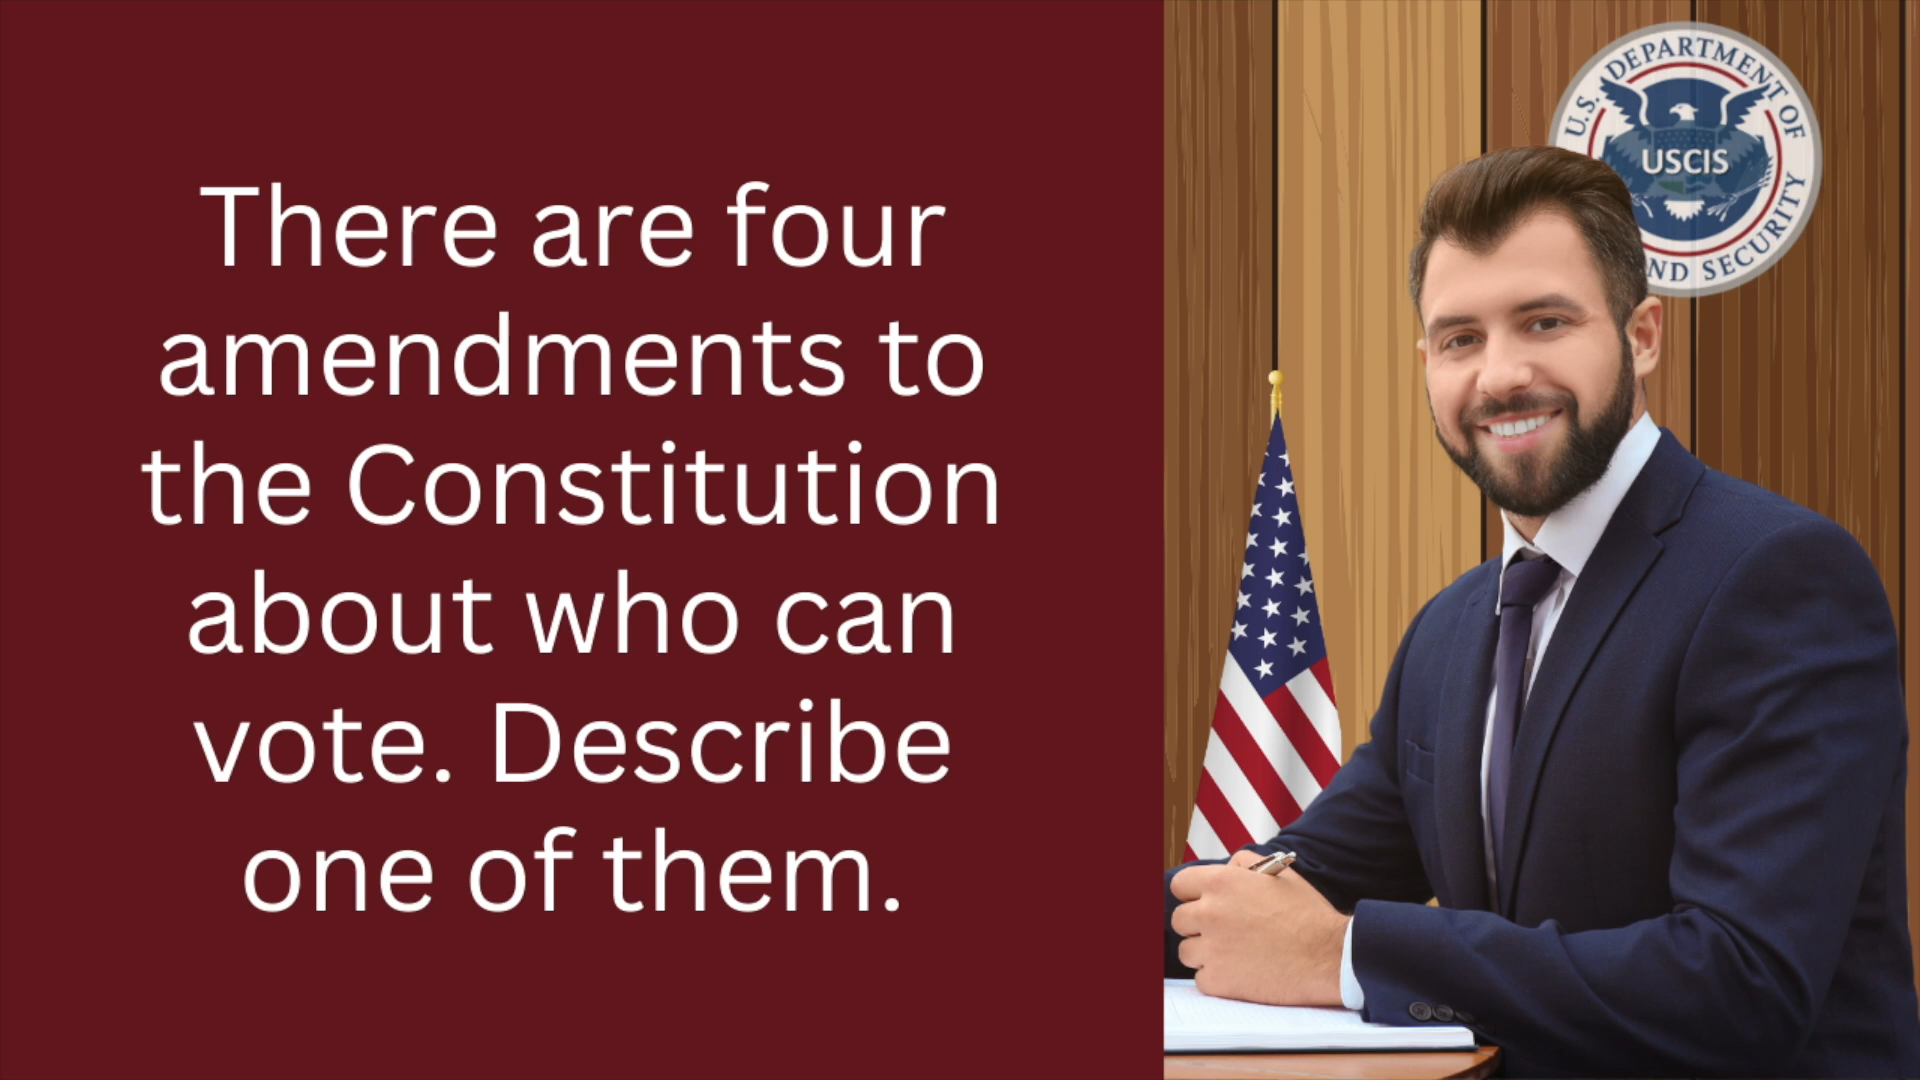 There are four
amendments to
the Constitution
about who can
vote. Describe
one of them.
U.S. DEPARTMENT OF
USCIS
SECURITY